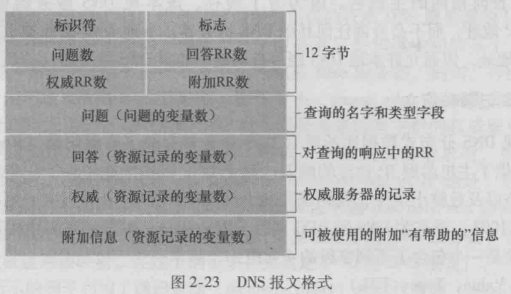 标识符 标志
问题数 回答RR数 12字节
权威RR数 附加RR数
问题（问题的变量数） 查询的名字和类型字段
回答（资源记录的变量数） 对查询的响应中的RR
权威（资源记录的变量数） 权威服务器的记录
附加信息（资源记录的变量数） 可被使用的附加“有帮助的”信息
图2-23 DNS报文格式